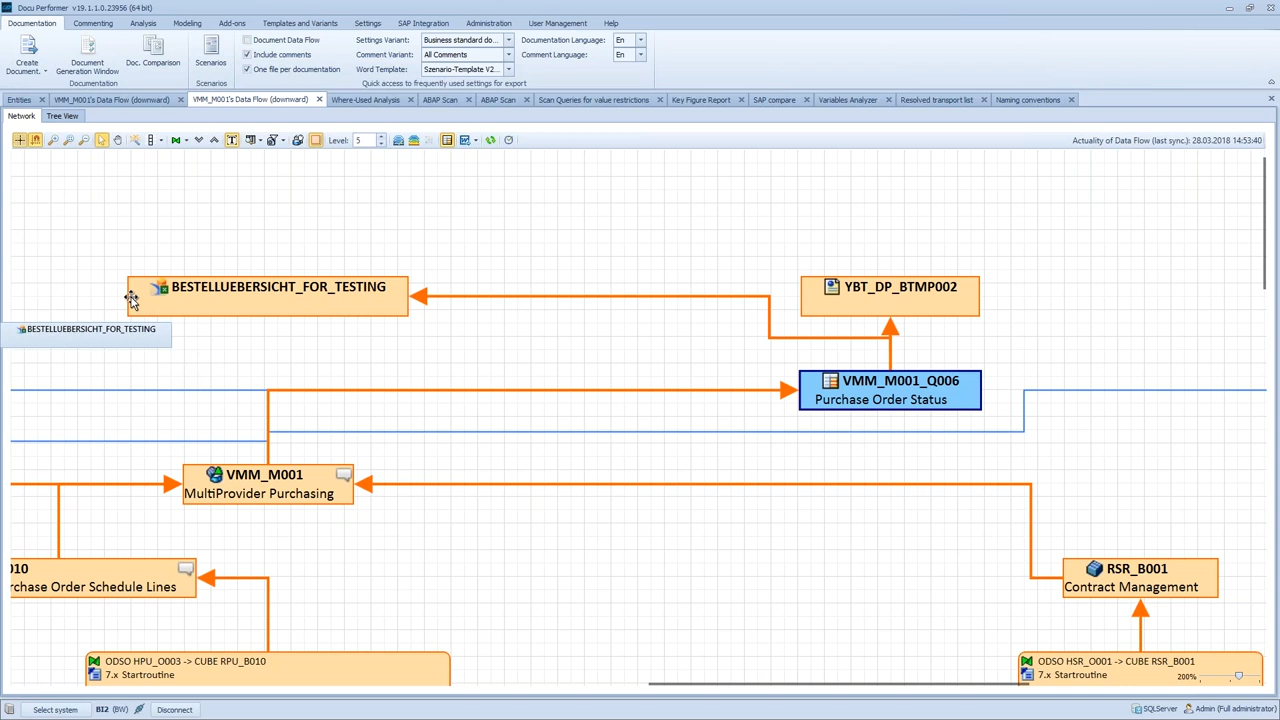 Docu Performer v19.1.1.0.23956 (64 bit)
Documentation Commenting Analysis Modeling Add-ons Templates and Variants Settings SAP Integration Administration User Management Help
Create Document.
Document Generation Window
Doc. Comparison
Documentation
Scenarios
Scenarios
Document Data Flow
Include comments
One file per documentation
Settings Variant: Business standard do...
Comment Variant: All Comments
Word Template: Szenario-Template V2...
Documentation Language: En
Comment Language: En
Quick access to frequently used settings for export
Entities VMM_M001's Data Flow (downward) VMM_M001's Data Flow (downward) Where-Used Analysis ABAP Scan ABAP Scan Scan Queries for value restrictions Key Figure Report SAP compare Variables Analyzer Resolved transport list Naming conventions
Network Tree View
Level: 5
Actuality of Data Flow (last sync.): 28.03.2018 14:53:40
BESTELLUEBERSICHT_FOR_TESTING
YBT_DP_BTMP002
BESTELLUEBERSICHT_FOR_TESTING
VMM_M001_Q006
Purchase Order Status
VMM_M001
MultiProvider Purchasing
010
rchase Order Schedule Lines
RSR_B001
Contract Management
ODSO HPU_O003 -> CUBE RPU_B010
7.x Startroutine
ODSO HSR_O001 -> CUBE RSR_B001
7.x Startroutine
200%
Select system BI2 (BW) Disconnect SQLServer Admin (Full administrator)